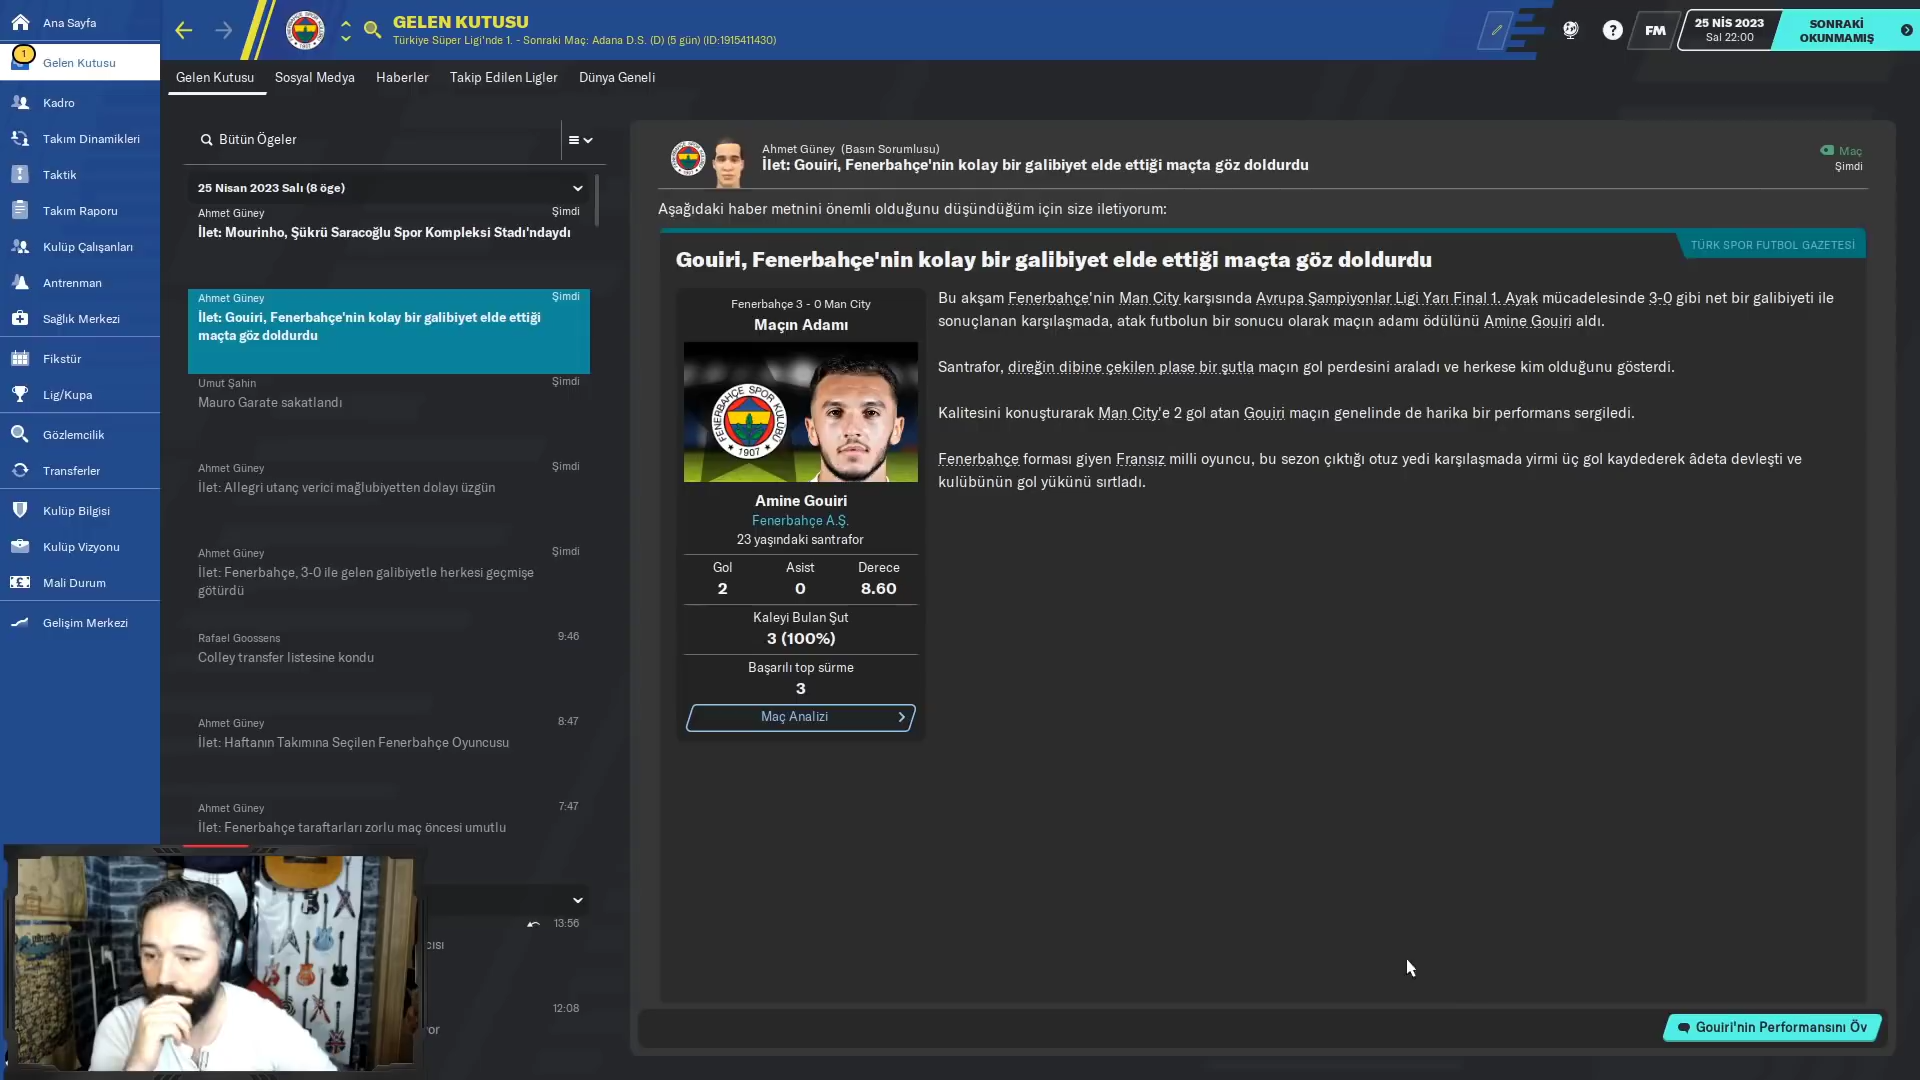 Ana Sayfa
1
Gelen Kutusu
Kadro
Takım Dinamikleri
Taktik
Takım Raporu
Kulüp Çalışanları
Antrenman
Sağlık Merkezi
Fikstür
Lig/Kupa
Gözlemcilik
Transferler
Kulüp Bilgisi
Kulüp Vizyonu
Mali Durum
Gelişim Merkezi
GELEN KUTUSU
Türkiye Süper Ligi'nde 1. - Sonraki Maç: Adana D.S. (D) (5 gün) (ID:1915411430)
FM
25 NİS 2023
Sal 22:00
SONRAKİ
OKUNMAMIŞ
Gelen Kutusu
Sosyal Medya
Haberler
Takip Edilen Ligler
Dünya Geneli
Bütün Ögeler
25 Nisan 2023 Salı (8 öge)
Ahmet Güney Şimdi
İlet: Mourinho, Şükrü Saracoğlu Spor Kompleksi Stadı'ndaydı
Ahmet Güney Şimdi
İlet: Gouiri, Fenerbahçe'nin kolay bir galibiyet elde ettiği
maçta göz doldurdu
Umut Şahin Şimdi
Mauro Garate sakatlandı
Ahmet Güney Şimdi
İlet: Allegri utanç verici mağlubiyetten dolayı üzgün
Ahmet Güney Şimdi
İlet: Fenerbahçe, 3-0 ile gelen galibiyetle herkesi geçmişe
götürdü
Rafael Goossens 9:46
Colley transfer listesine kondu
Ahmet Güney 8:47
İlet: Haftanın Takımına Seçilen Fenerbahçe Oyuncusu
Ahmet Güney 7:47
İlet: Fenerbahçe taraftarları zorlu maç öncesi umutlu
13:56
cısı
12:08
or
Ahmet Güney (Basın Sorumlusu)
İlet: Gouiri, Fenerbahçe'nin kolay bir galibiyet elde ettiği maçta göz doldurdu
Maç
Şimdi
Aşağıdaki haber metnini önemli olduğunu düşündüğüm için size iletiyorum:
TÜRK SPOR FUTBOL GAZETESİ
Gouiri, Fenerbahçe'nin kolay bir galibiyet elde ettiği maçta göz doldurdu
Fenerbahçe 3 - 0 Man City
Maçın Adamı
FENERBAHÇE SPOR KULÜBÜ
1907
Amine Gouiri
Fenerbahçe A.Ş.
23 yaşındaki santrafor
Gol Asist Derece
2 0 8.60
Kaleyi Bulan Şut
3 (100%)
Başarılı top sürme
3
Maç Analizi
Bu akşam Fenerbahçe'nin Man City karşısında Avrupa Şampiyonlar Ligi Yarı Final 1. Ayak mücadelesinde 3-0 gibi net bir galibiyeti ile
sonuçlanan karşılaşmada, atak futbolun bir sonucu olarak maçın adamı ödülünü Amine Gouiri aldı.
Santrafor, direğin dibine çekilen plase bir şutla maçın gol perdesini araladı ve herkese kim olduğunu gösterdi.
Kalitesini konuşturarak Man City'e 2 gol atan Gouiri maçın genelinde de harika bir performans sergiledi.
Fenerbahçe forması giyen Fransız milli oyuncu, bu sezon çıktığı otuz yedi karşılaşmada yirmi üç gol kaydederek âdeta devleşti ve
kulübünün gol yükünü sırtladı.
Gouiri'nin Performansını Öv